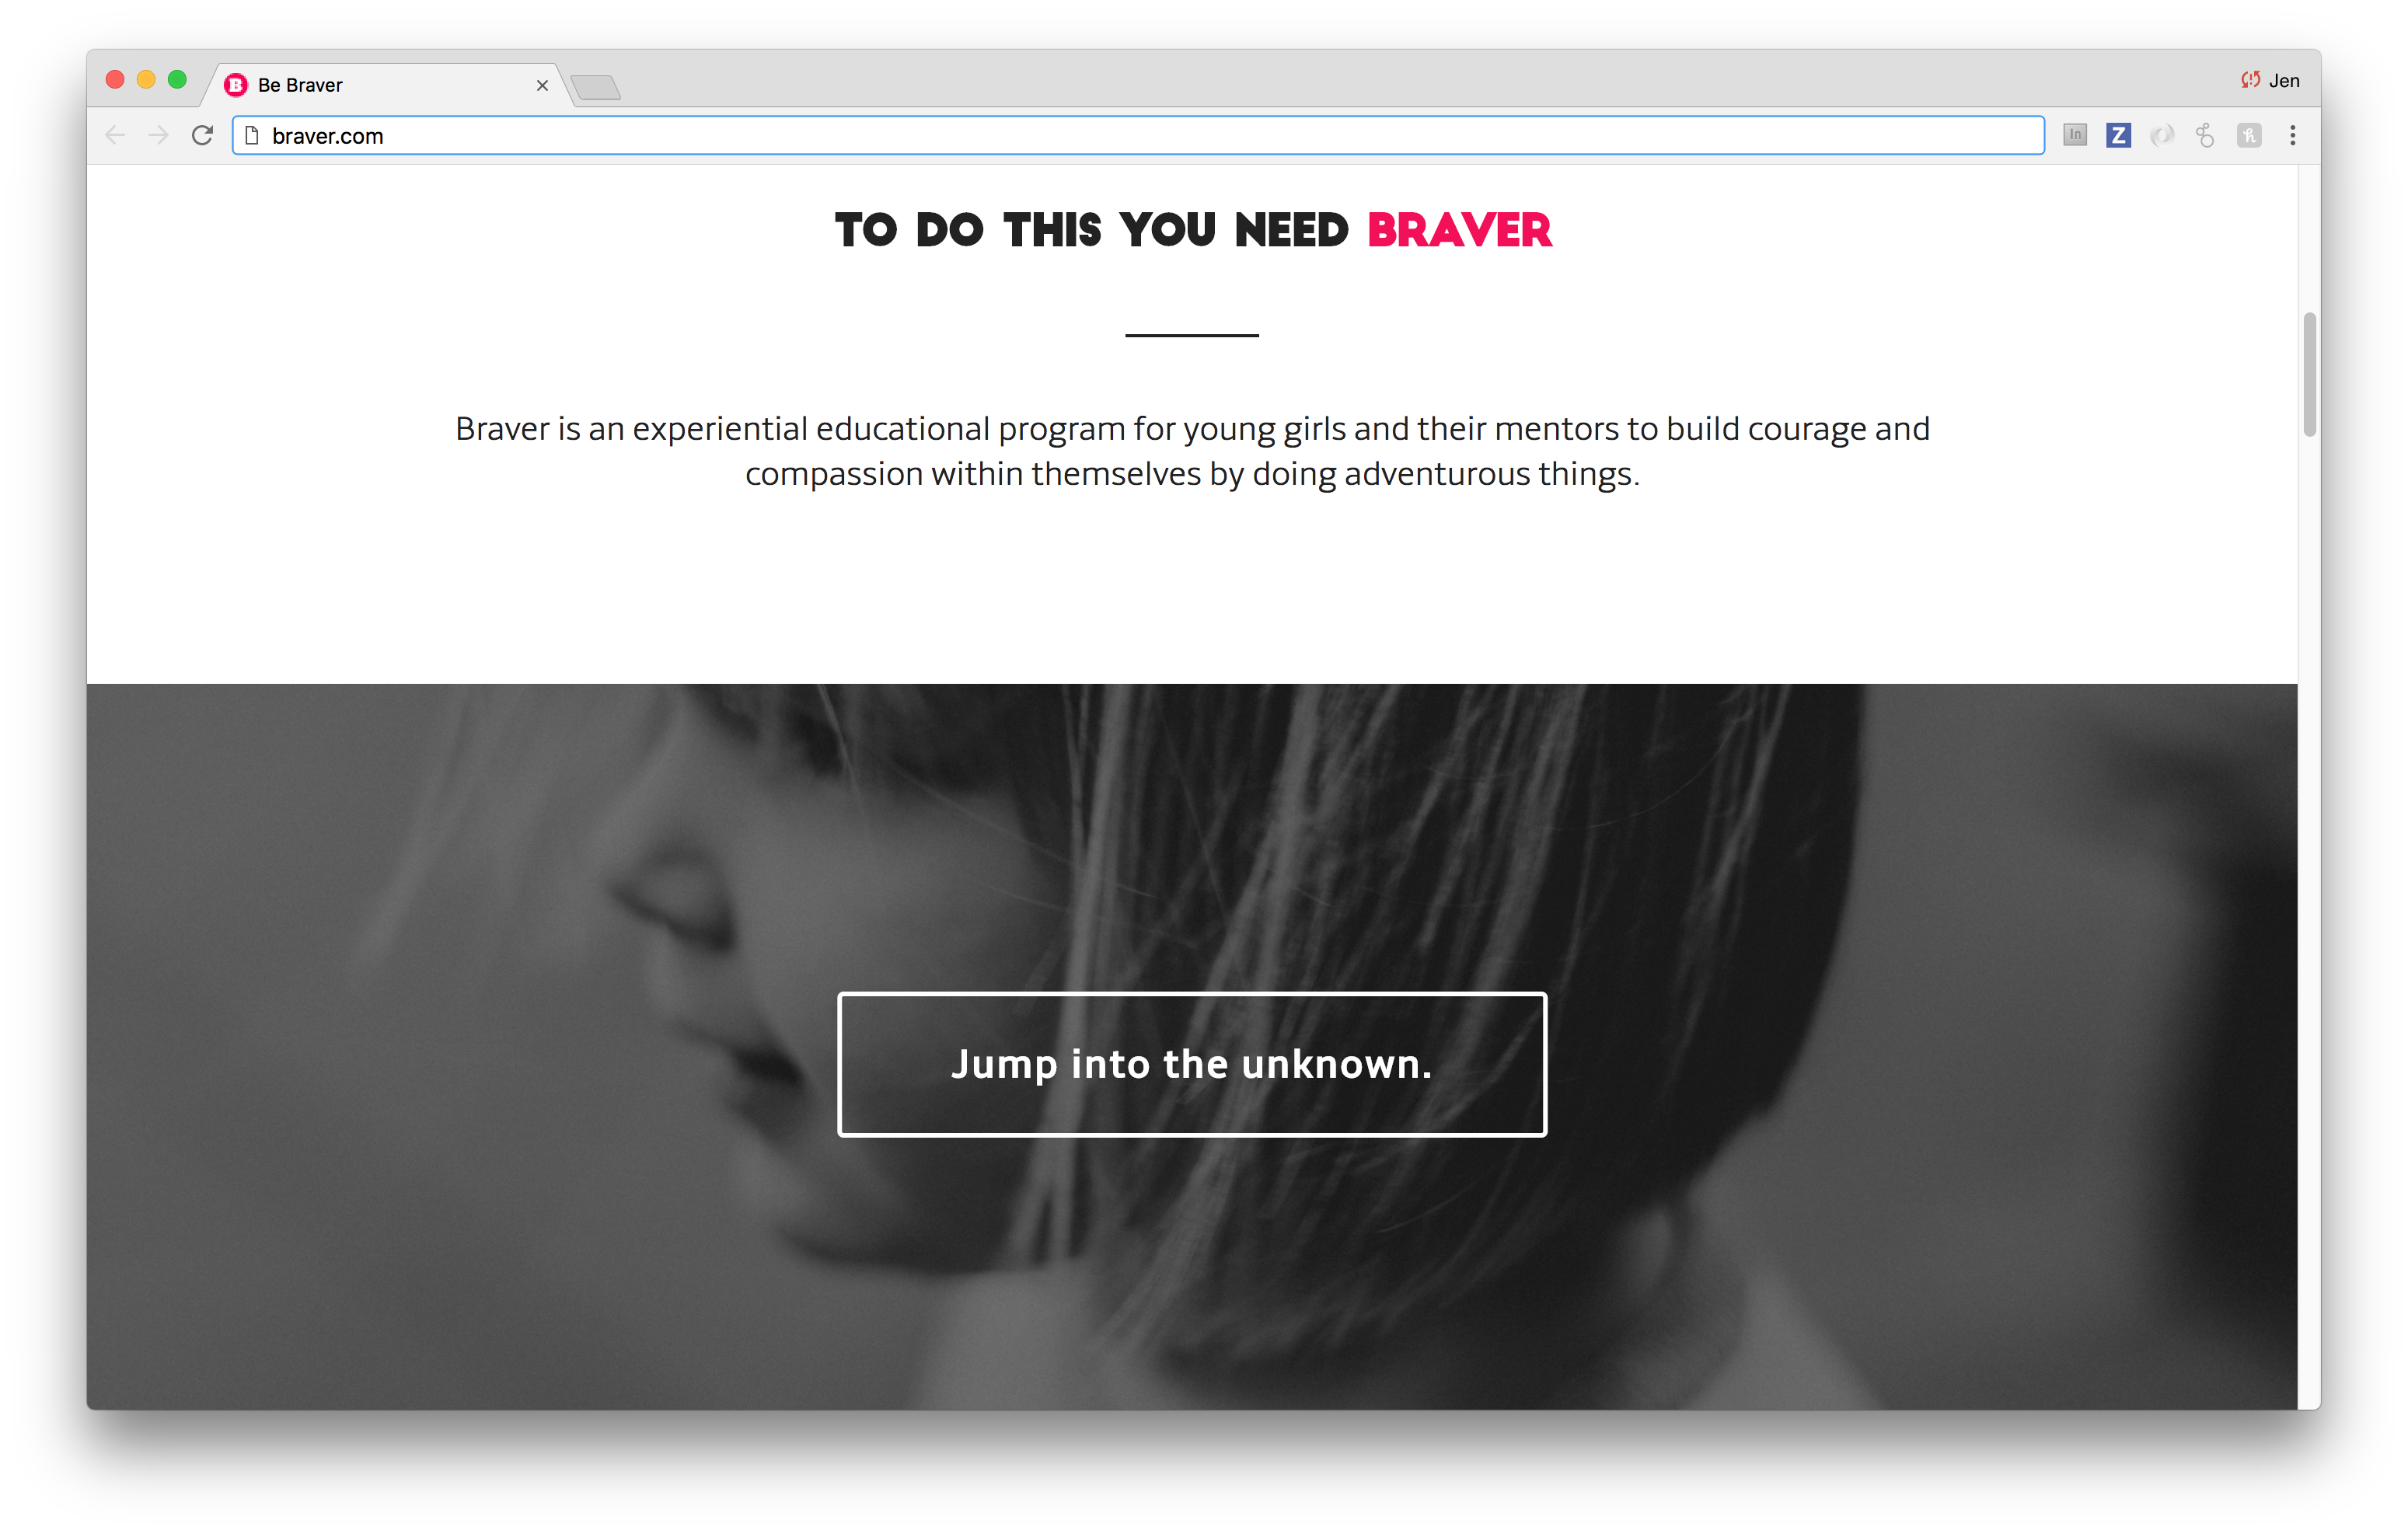 B Be Braver
Jen
braver.com
In Z h
TO DO THIS YOU NEED BRAVER
Braver is an experiential educational program for young girls and their mentors to build courage and
compassion within themselves by doing adventurous things.
Jump into the unknown.